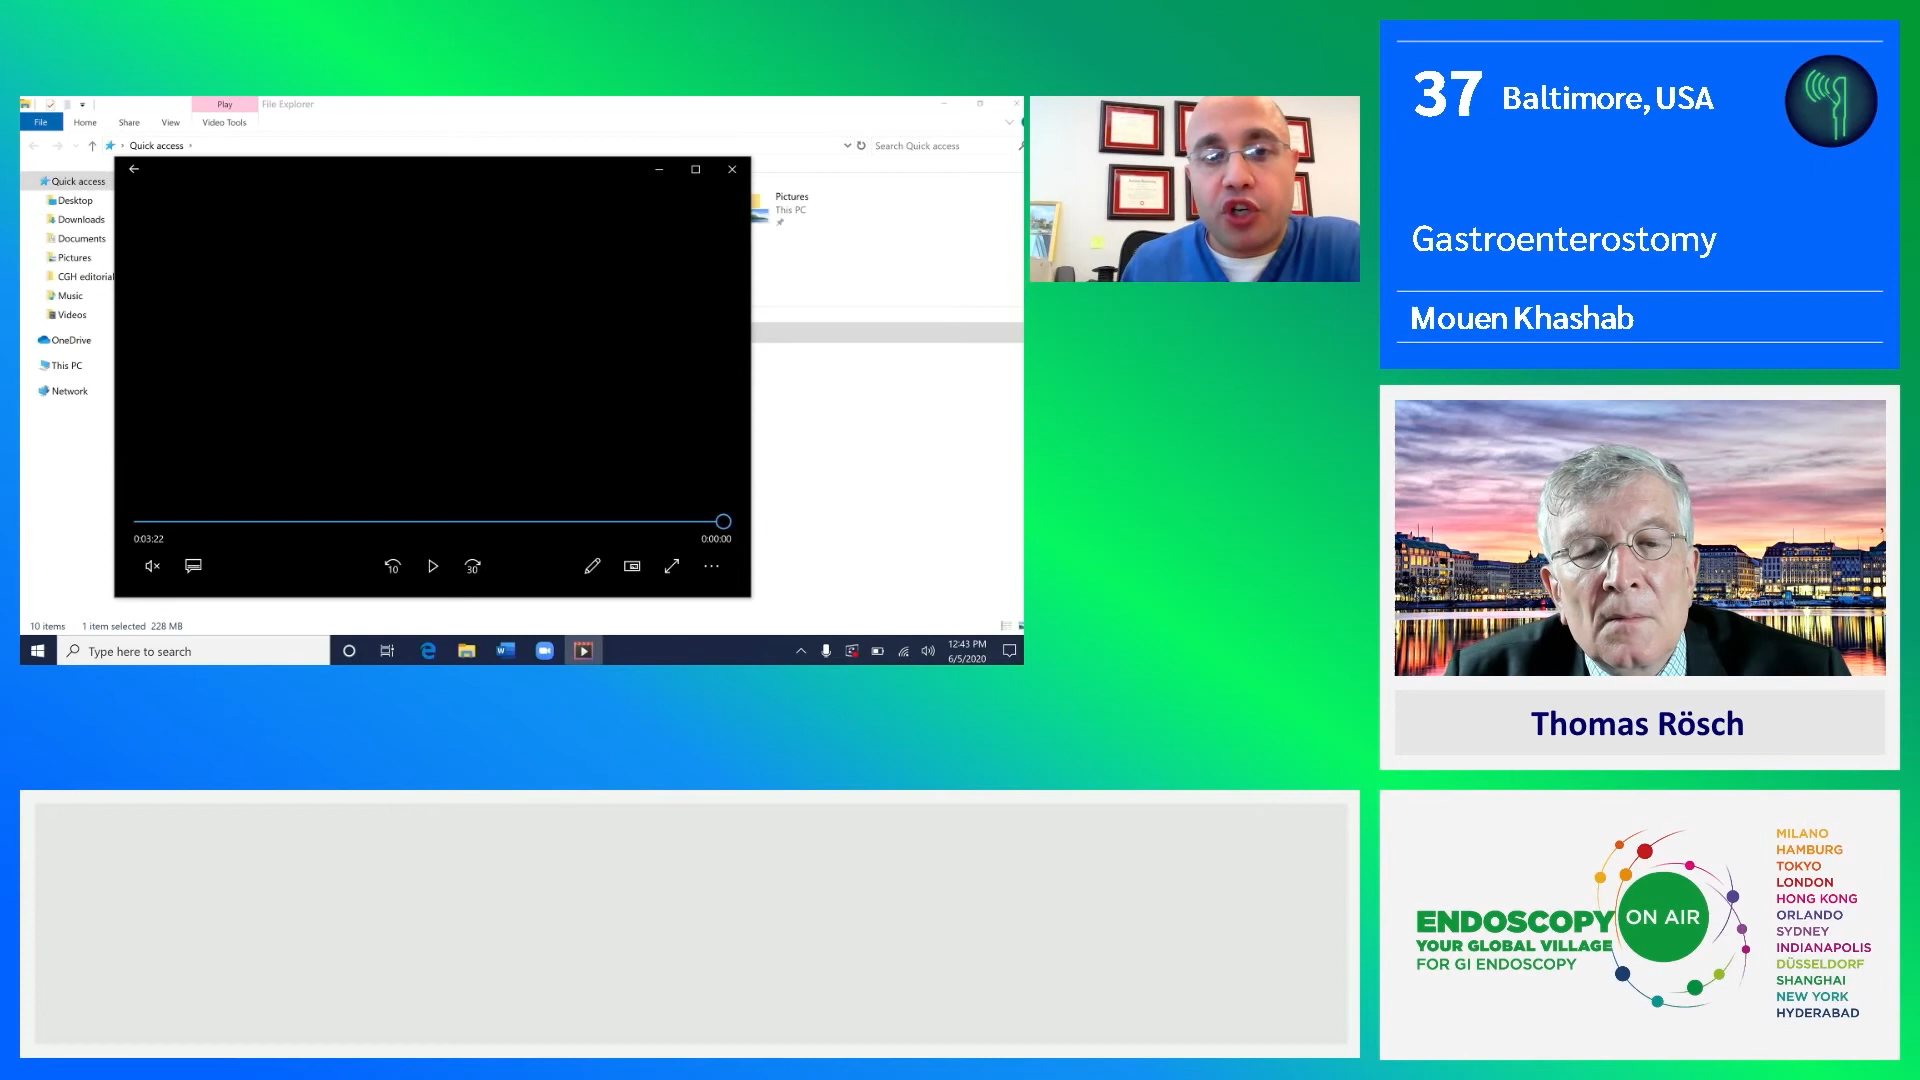 Play
File Explorer
File
Home
Share
View
Video Tools
Quick access
Search Quick access
Quick access
Desktop
Downloads
Documents
Pictures
CGH editorial
Music
Videos
OneDrive
This PC
Network
Pictures
This PC
0:03:22
0:00:00
10
30
10 items
1 item selected 228 MB
Type here to search
12:43 PM
6/5/2020
37 Baltimore, USA
Gastroenterostomy
Mouen Khashab
Thomas Rösch
ENDOSCOPY ON AIR
YOUR GLOBAL VILLAGE
FOR GI ENDOSCOPY
MILANO
HAMBURG
TOKYO
LONDON
HONG KONG
ORLANDO
SYDNEY
INDIANAPOLIS
DÜSSELDORF
SHANGHAI
NEW YORK
HYDERABAD